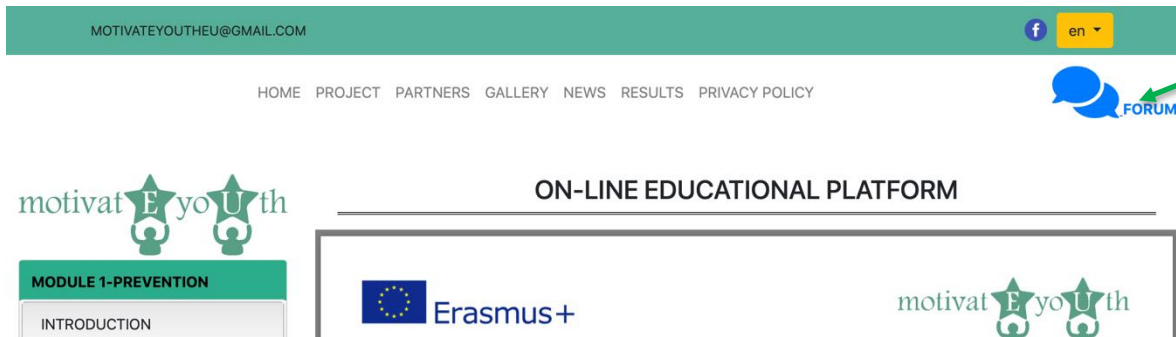 MOTIVATEYOUTHEU@GMAIL.COM
en
HOME PROJECT PARTNERS GALLERY NEWS RESULTS PRIVACY POLICY
FORUM
motivatEyoUth
ON-LINE EDUCATIONAL PLATFORM
MODULE 1-PREVENTION
INTRODUCTION
Erasmus+
motivatEyoUth